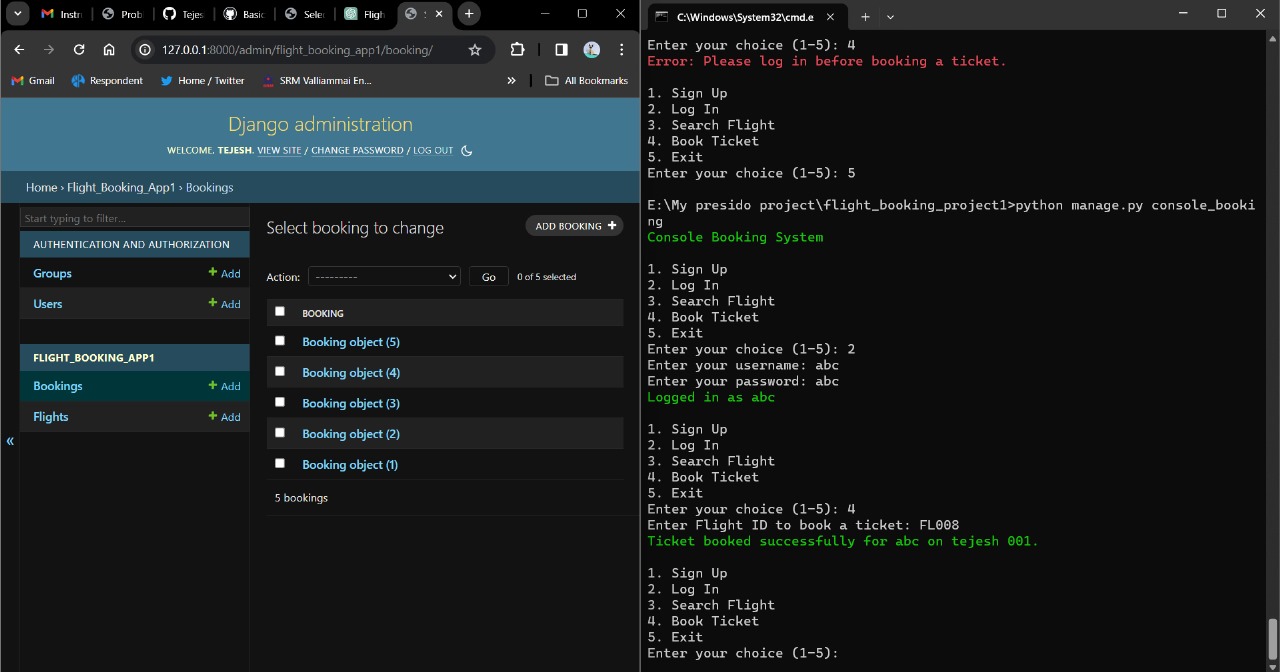 Instr
Prob
Tejes
Basic
Selec
Fligh
S
127.0.0.1:8000/admin/flight_booking_app1/booking/
Gmail
Respondent
Home / Twitter
SRM Valliammai En...
»
All Bookmarks
Django administration
WELCOME, TEJESH. VIEW SITE / CHANGE PASSWORD / LOG OUT
Home › Flight_Booking_App1 › Bookings
Start typing to filter...
AUTHENTICATION AND AUTHORIZATION
Groups + Add
Users + Add
FLIGHT_BOOKING_APP1
Bookings + Add
Flights + Add
«
Select booking to change
ADD BOOKING +
Action: --------- Go 0 of 5 selected
BOOKING
Booking object (5)
Booking object (4)
Booking object (3)
Booking object (2)
Booking object (1)
5 bookings
C:\Windows\System32\cmd.e
Enter your choice (1-5): 4
Error: Please log in before booking a ticket.
1. Sign Up
2. Log In
3. Search Flight
4. Book Ticket
5. Exit
Enter your choice (1-5): 5
E:\My presido project\flight_booking_project1>python manage.py console_booki
ng
Console Booking System
1. Sign Up
2. Log In
3. Search Flight
4. Book Ticket
5. Exit
Enter your choice (1-5): 2
Enter your username: abc
Enter your password: abc
Logged in as abc
1. Sign Up
2. Log In
3. Search Flight
4. Book Ticket
5. Exit
Enter your choice (1-5): 4
Enter Flight ID to book a ticket: FL008
Ticket booked successfully for abc on tejesh 001.
1. Sign Up
2. Log In
3. Search Flight
4. Book Ticket
5. Exit
Enter your choice (1-5):